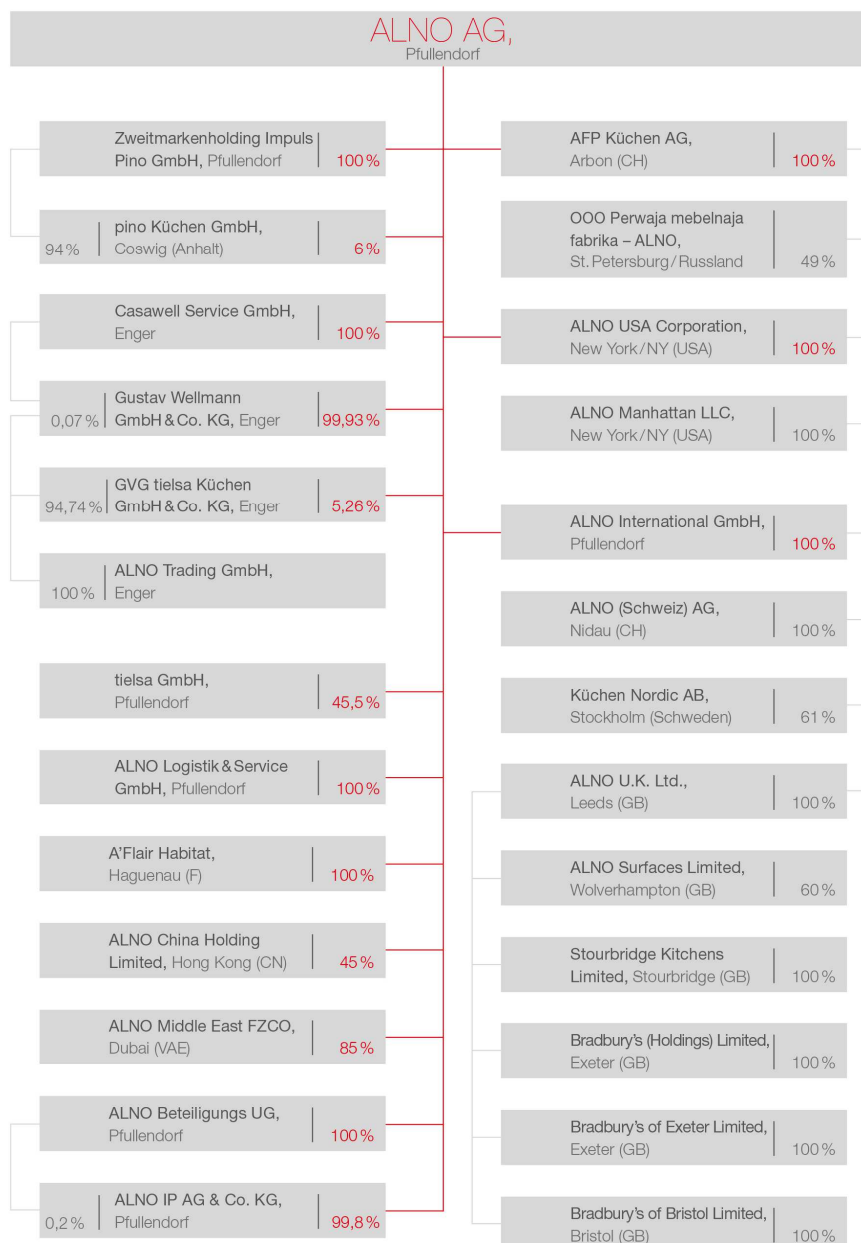 ALNO AG,
Pfullendorf
Zweitmarkenholding Impuls
Pino GmbH, Pfullendorf
100 %
94 %
pino Küchen GmbH,
Coswig (Anhalt)
6 %
Casawell Service GmbH,
Enger
100 %
0,07 %
Gustav Wellmann
GmbH & Co. KG, Enger
99,93 %
94,74 %
GVG tielsa Küchen
GmbH & Co. KG, Enger
5,26 %
100 %
ALNO Trading GmbH,
Enger
tielsa GmbH,
Pfullendorf
45,5 %
ALNO Logistik & Service
GmbH, Pfullendorf
100 %
A’Flair Habitat,
Haguenau (F)
100 %
ALNO China Holding
Limited, Hong Kong (CN)
45 %
ALNO Middle East FZCO,
Dubai (VAE)
85 %
ALNO Beteiligungs UG,
Pfullendorf
100 %
0,2 %
ALNO IP AG & Co. KG,
Pfullendorf
99,8 %
AFP Küchen AG,
Arbon (CH)
100 %
OOO Perwaja mebelnaja
fabrika – ALNO,
St. Petersburg / Russland
49 %
ALNO USA Corporation,
New York / NY (USA)
100 %
ALNO Manhattan LLC,
New York / NY (USA)
100 %
ALNO International GmbH,
Pfullendorf
100 %
ALNO (Schweiz) AG,
Nidau (CH)
100 %
Küchen Nordic AB,
Stockholm (Schweden)
61 %
ALNO U.K. Ltd.,
Leeds (GB)
100 %
ALNO Surfaces Limited,
Wolverhampton (GB)
60 %
Stourbridge Kitchens
Limited, Stourbridge (GB)
100 %
Bradbury’s (Holdings) Limited,
Exeter (GB)
100 %
Bradbury’s of Exeter Limited,
Exeter (GB)
100 %
Bradbury’s of Bristol Limited,
Bristol (GB)
100 %